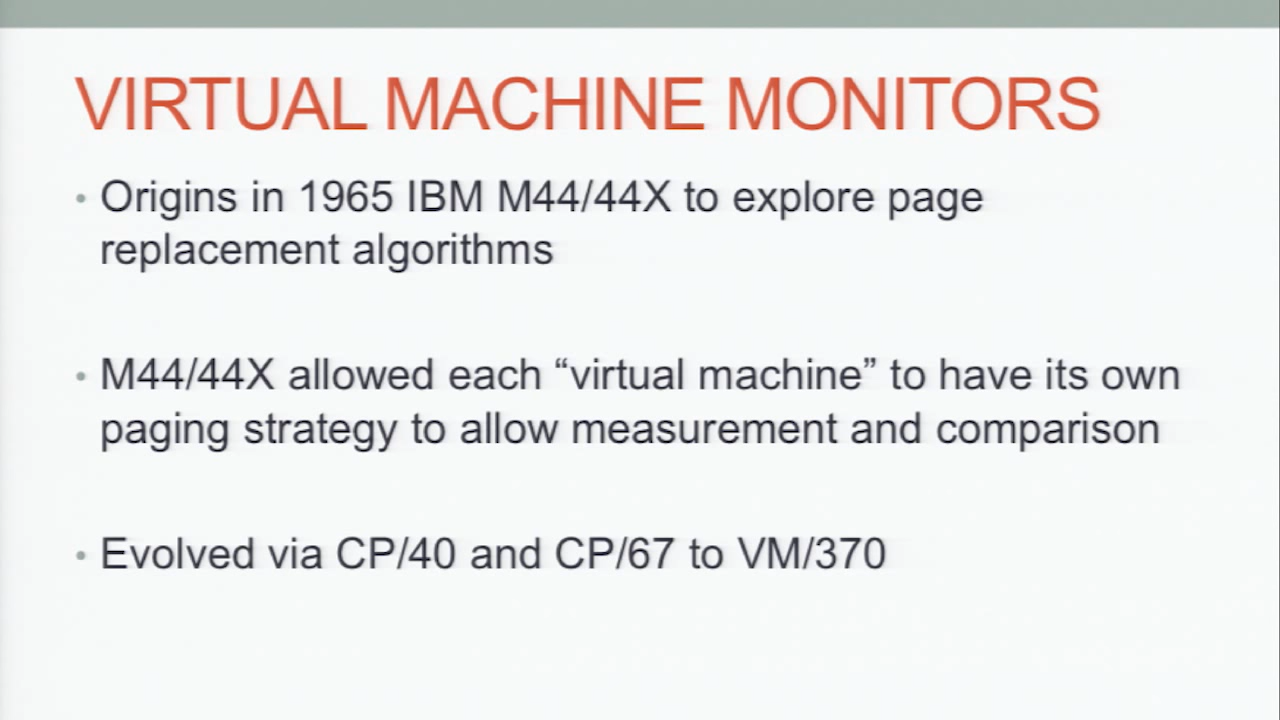 VIRTUAL MACHINE MONITORS
• Origins in 1965 IBM M44/44X to explore page
replacement algorithms
• M44/44X allowed each “virtual machine” to have its own
paging strategy to allow measurement and comparison
• Evolved via CP/40 and CP/67 to VM/370